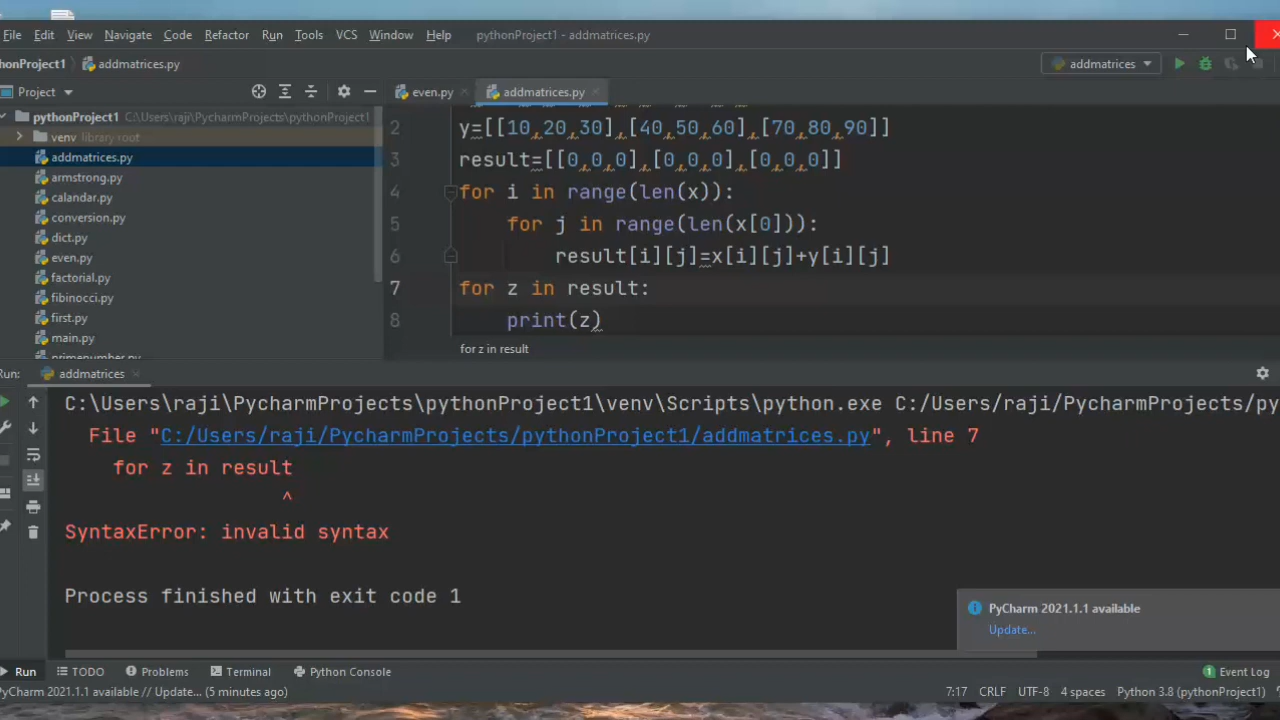 File Edit View Navigate Code Refactor Run Tools VCS Window Help pythonProject1 - addmatrices.py
honProject1 addmatrices.py addmatrices
Project even.py addmatrices.py
pythonProject1 C:\Users\raji\PycharmProjects\pythonProject1
venv library root
addmatrices.py
armstrong.py
calandar.py
conversion.py
dict.py
even.py
factorial.py
fibinocci.py
first.py
main.py
primenumber.py
2 y=[[10,20,30],[40,50,60],[70,80,90]]
3 result=[[0,0,0],[0,0,0],[0,0,0]]
4 for i in range(len(x)):
5 for j in range(len(x[0])):
6 result[i][j]=x[i][j]+y[i][j]
7 for z in result:
8 print(z)
for z in result
Run: addmatrices
C:\Users\raji\PycharmProjects\pythonProject1\venv\Scripts\python.exe C:/Users/raji/PycharmProjects/py
File "C:/Users/raji/PycharmProjects/pythonProject1/addmatrices.py", line 7
for z in result
^
SyntaxError: invalid syntax
Process finished with exit code 1
PyCharm 2021.1.1 available
Update...
Run TODO Problems Terminal Python Console 1 Event Log
PyCharm 2021.1.1 available // Update... (5 minutes ago) 7:17 CRLF UTF-8 4 spaces Python 3.8 (pythonProject1)